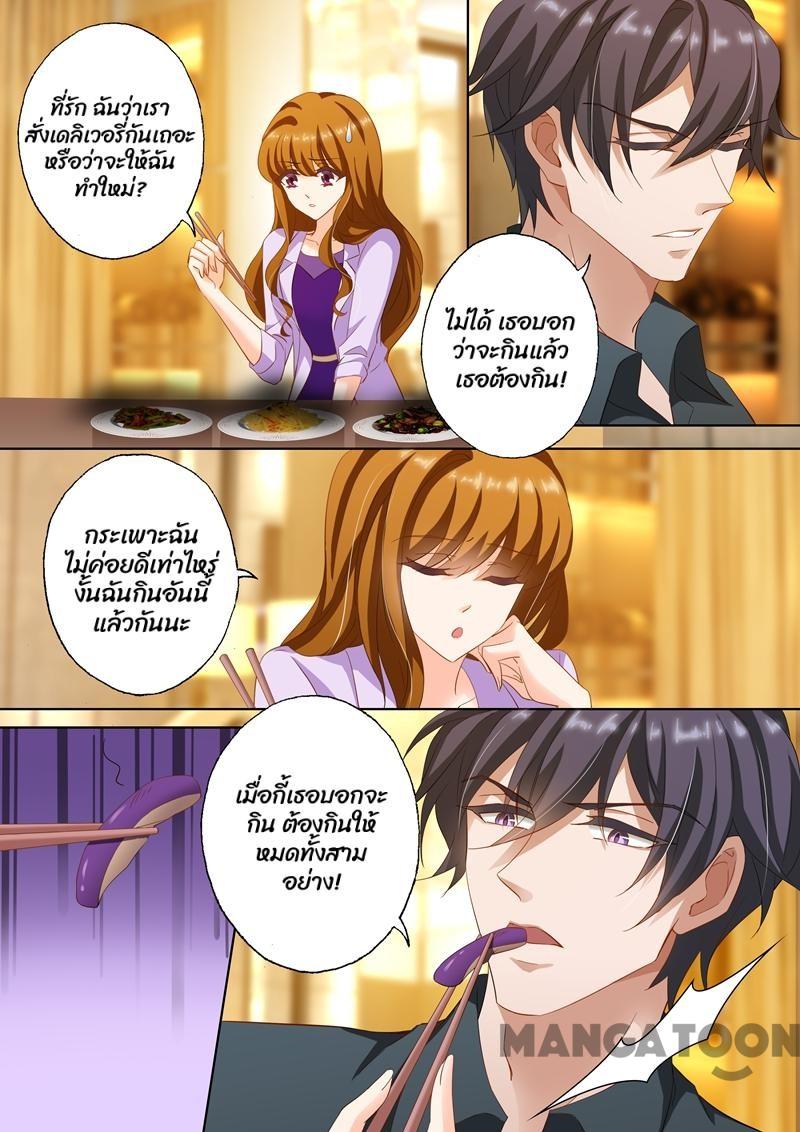 ที่รัก ฉันว่าเรา
สั่งเดลิเวอรี่กันเถอะ
หรือว่าจะให้ฉัน
ทำใหม่?
ไม่ได้ เธอบอก
ว่าจะกินแล้ว
เธอต้องกิน!
กระเพาะฉัน
ไม่ค่อยดีเท่าไหร่
งั้นฉันกินอันนี้
แล้วกันนะ
เมื่อกี้เธอบอกจะ
กิน ต้องกินให้
หมดทั้งสาม
อย่าง!
MANGATOON